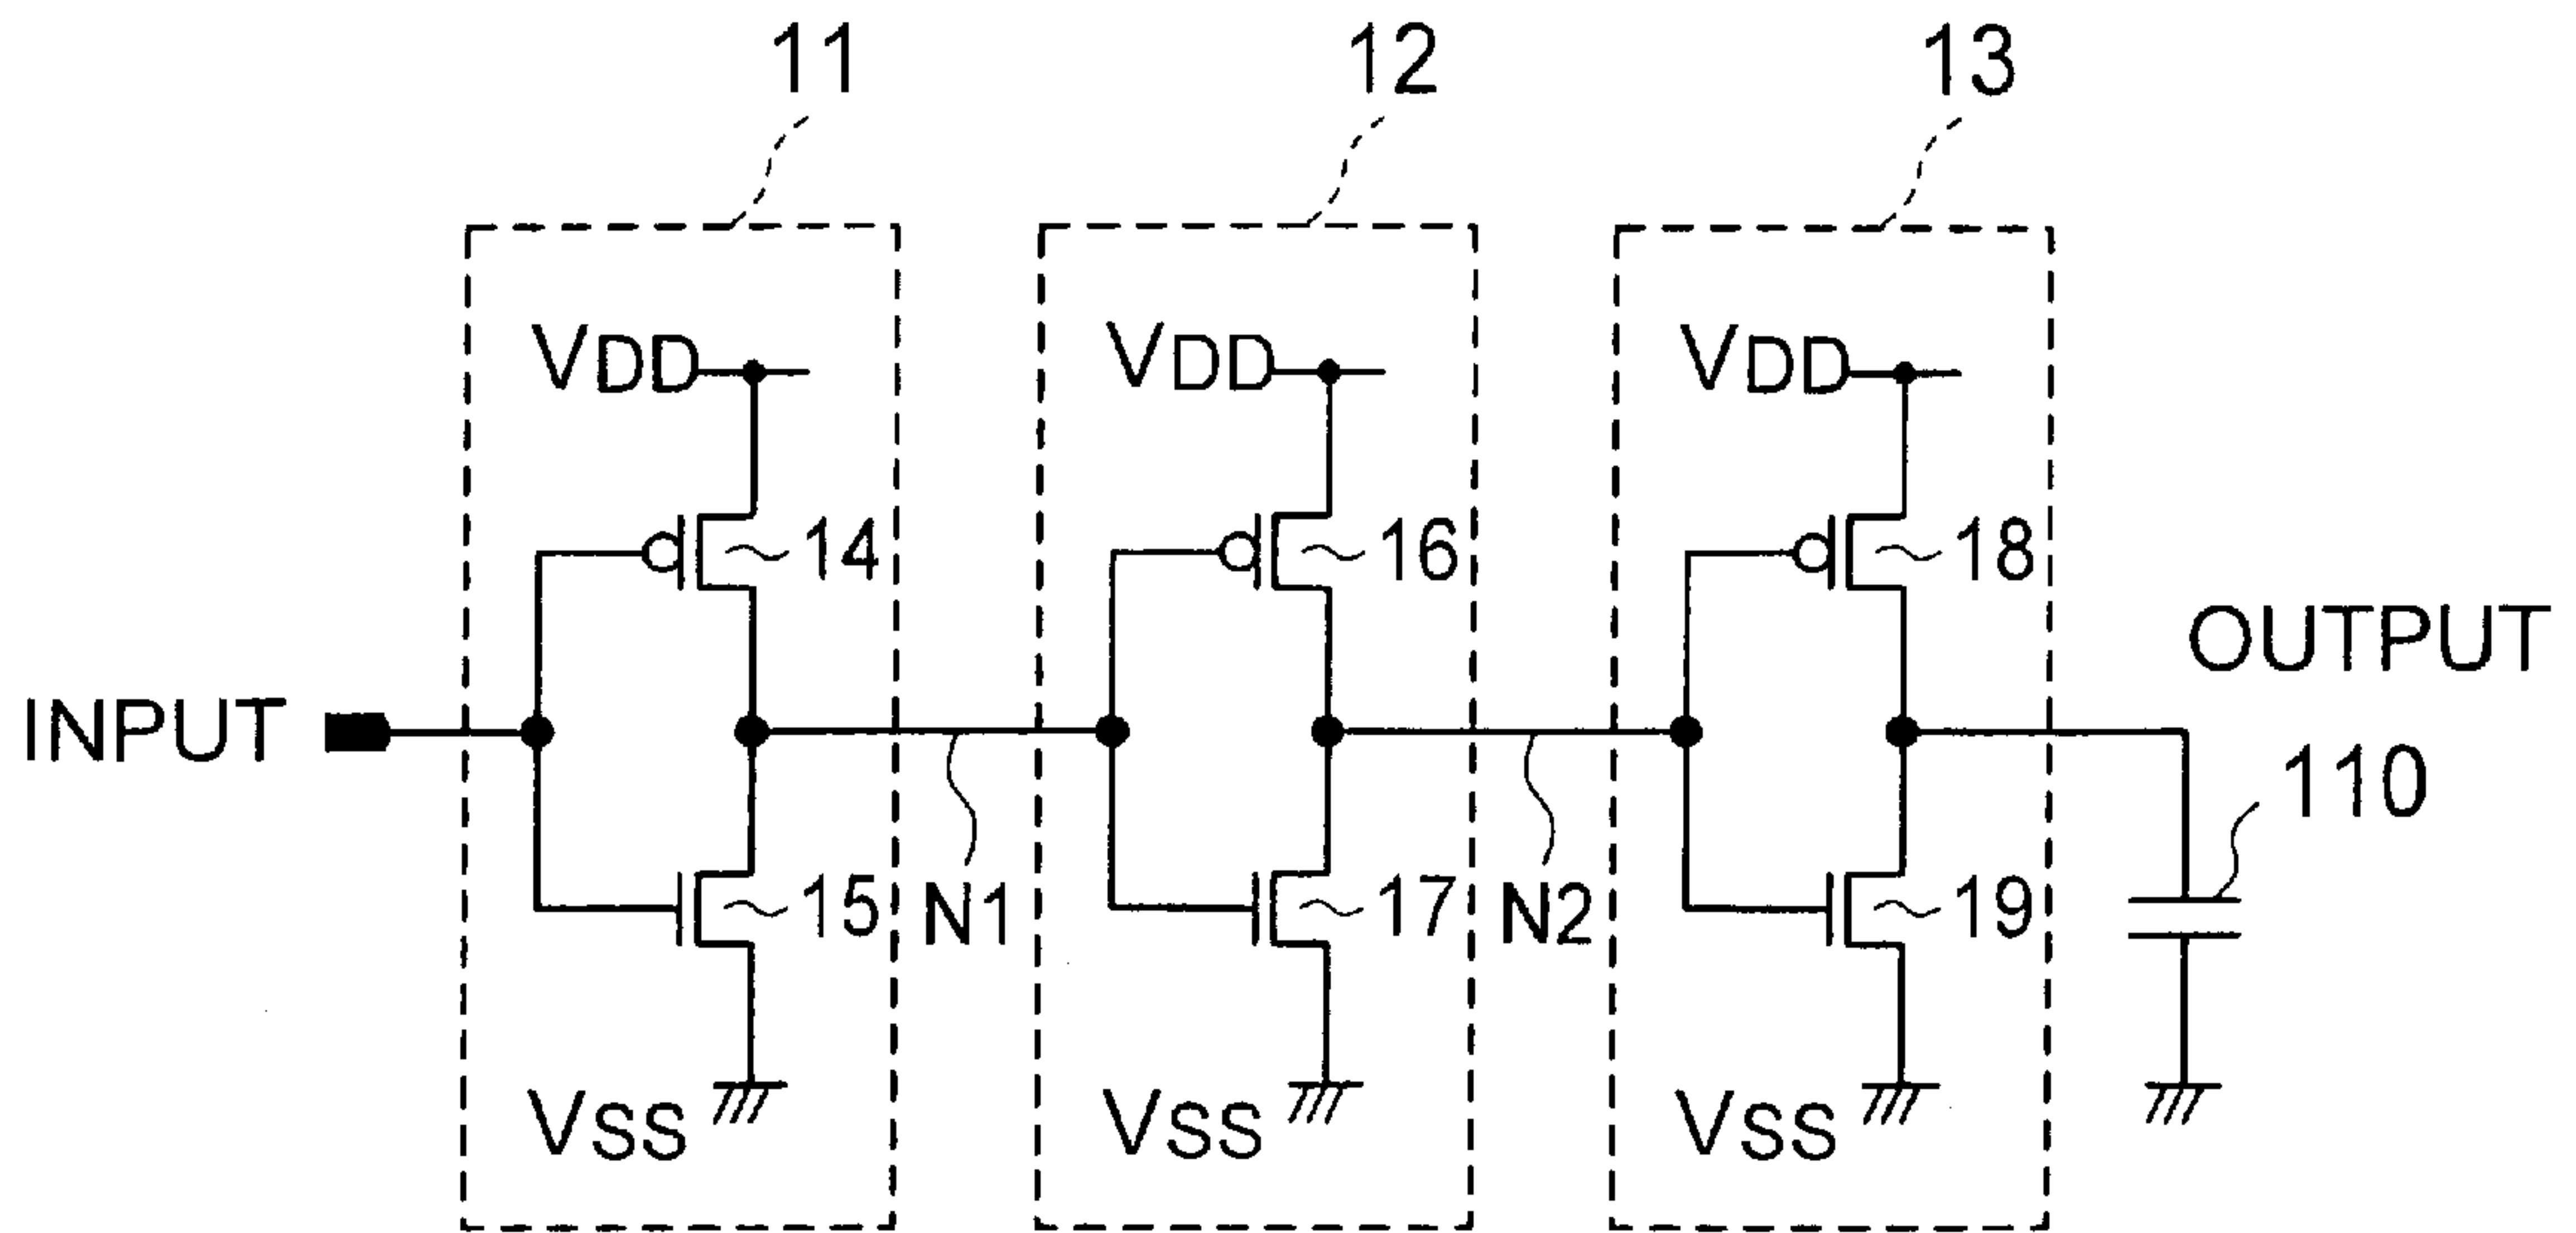 11 12 13
VDD VDD VDD
14 16 18
OUTPUT
INPUT
110
15 N1 17 N2 19
VSS VSS VSS